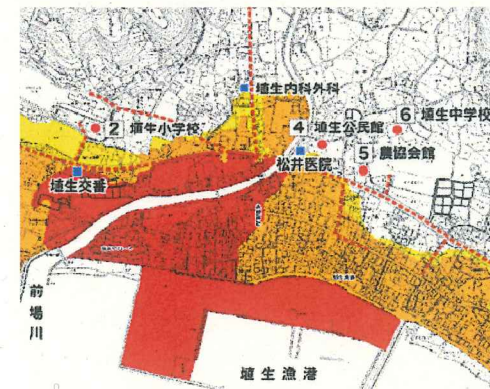 埴生内科外科
2 埴生小学校
4 埴生公民館
6 埴生中学校
松井医院
5 農協会館
埴生交番
前場川
埴生漁港